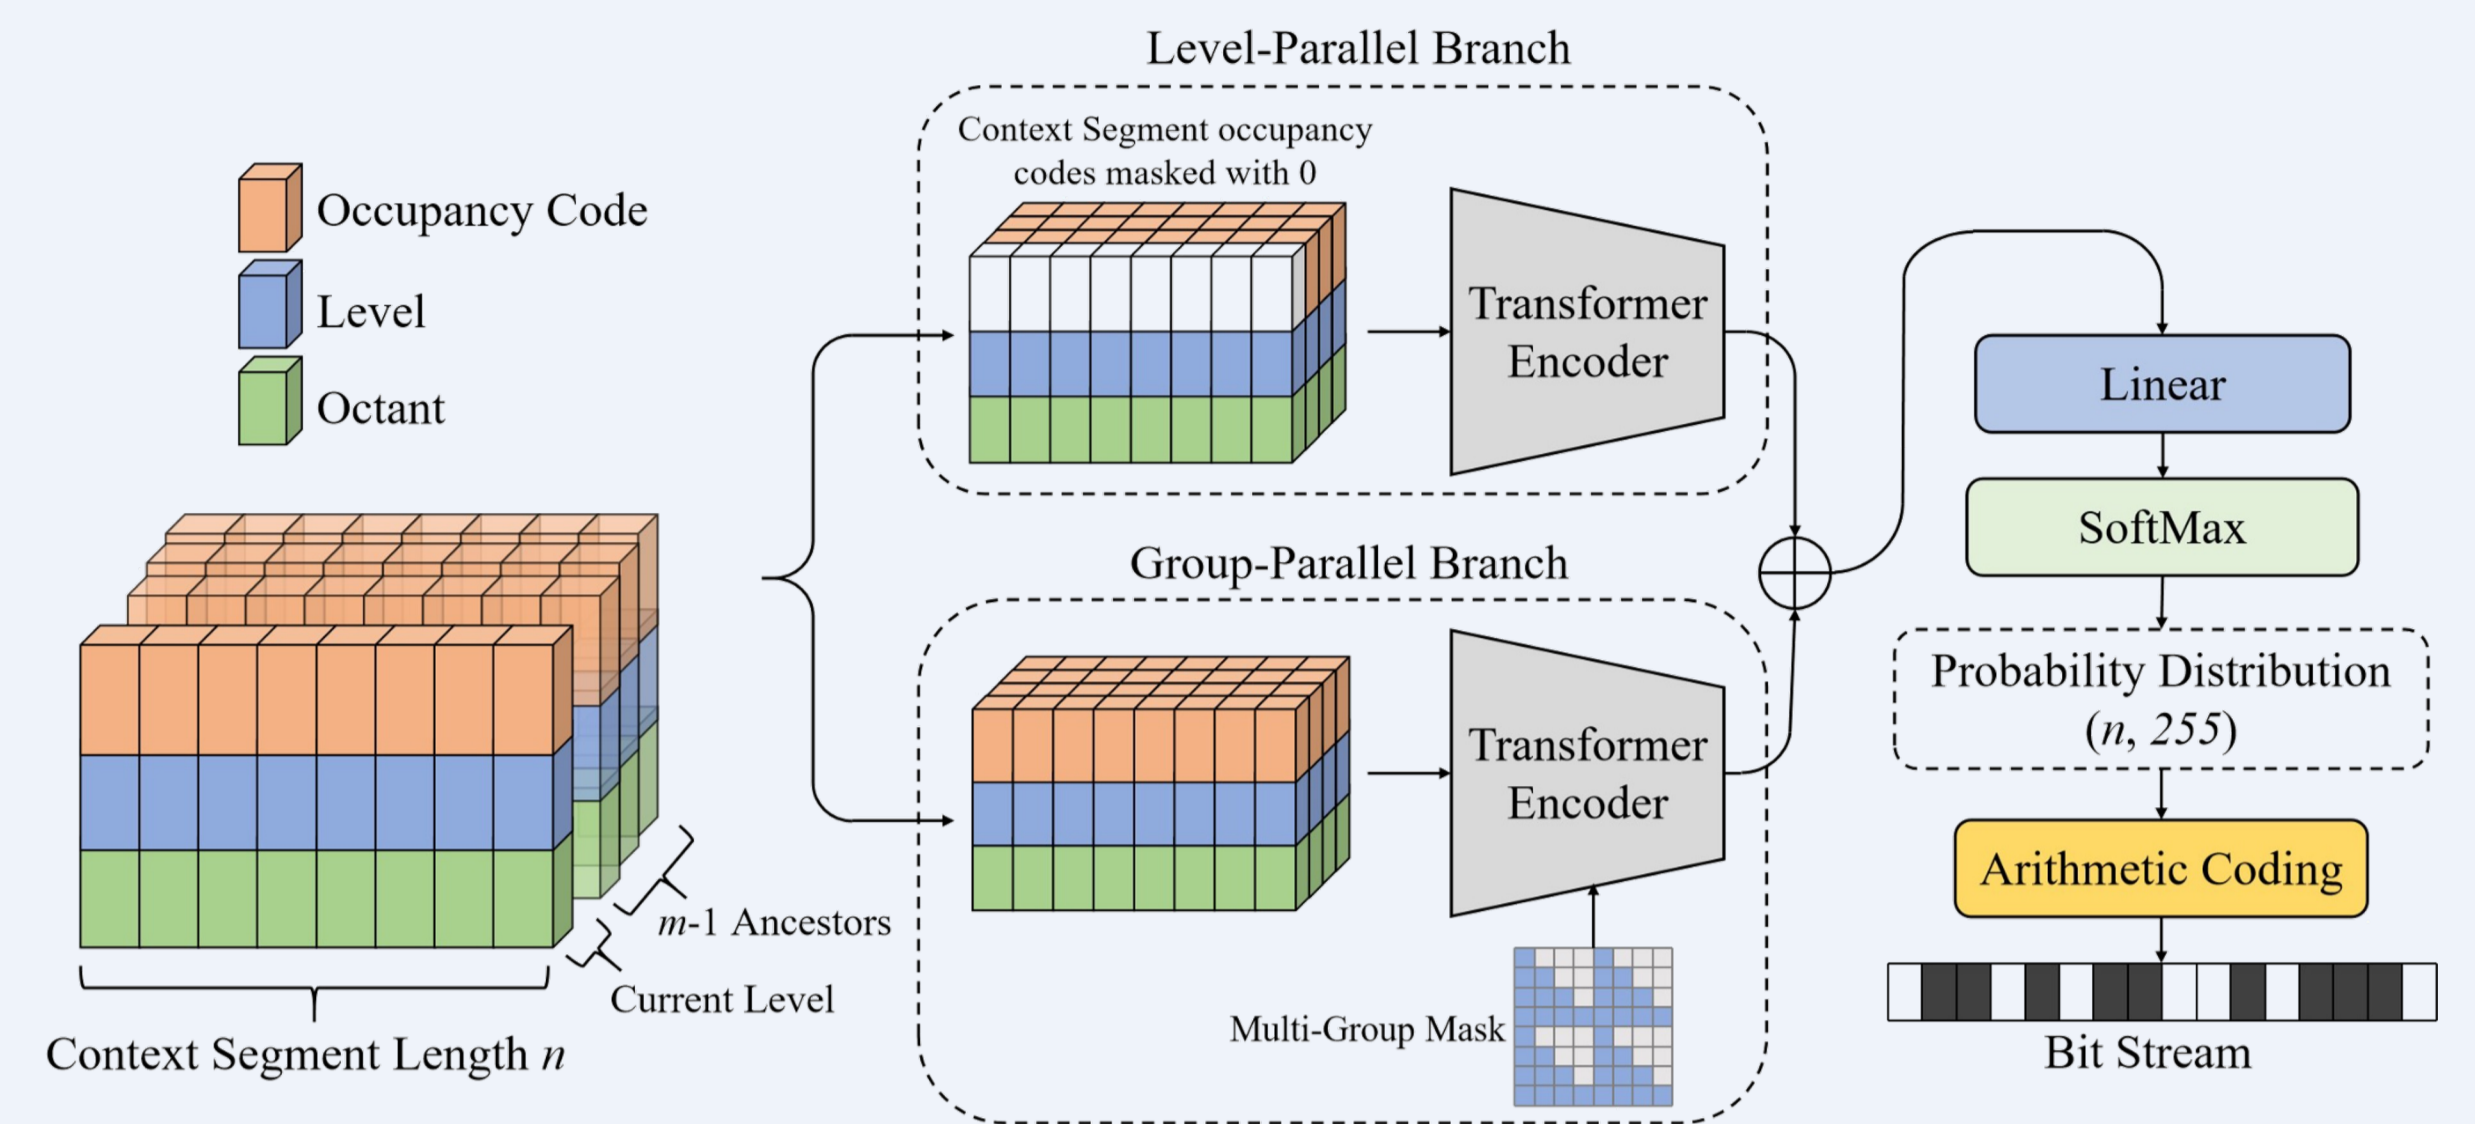 Level-Parallel Branch
Context Segment occupancy
codes masked with 0
Occupancy Code
Level
Octant
Transformer
Encoder
Linear
SoftMax
Group-Parallel Branch
Probability Distribution
(n, 255)
Transformer
Encoder
Arithmetic Coding
m-1 Ancestors
Current Level
Context Segment Length n
Multi-Group Mask
Bit Stream